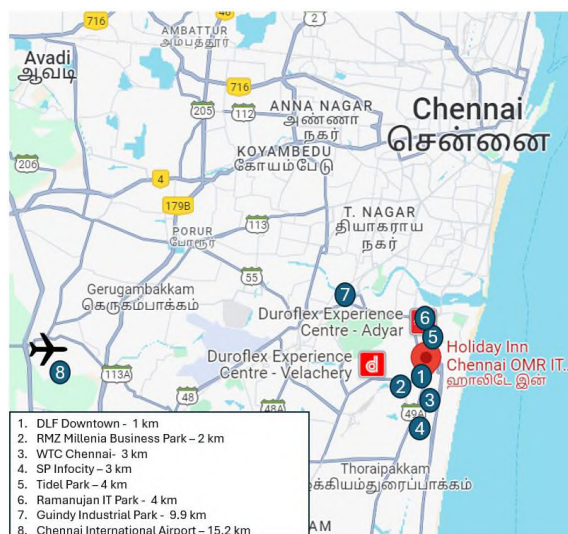 716
48
2
AMBATTUR
அம்பத்தூர்
Avadi
ஆவடி
716
205
112
ANNA NAGAR
அண்ணா
நகர்
Chennai
சென்னை
KOYAMBEDU
கோயம்பேடு
206
4
179B
PORUR
போரூர்
113
T. NAGAR
தியாகராய
நகர்
55
Gerugambakkam
கெருகம்பாக்கம்
7
Duroflex Experience
Centre - Adyar
6
5
Duroflex Experience
Centre - Velachery
d
Holiday Inn
Chennai OMR IT..
ஹாலிடே இன்
8
113A
48
48A
1
2
3
49A
4
Thoraipakkam
க்கியம்துரைப்பாக்கம்
AM
1. DLF Downtown - 1 km
2. RMZ Millenia Business Park – 2 km
3. WTC Chennai- 3 km
4. SP Infocity – 3 km
5. Tidel Park – 4 km
6. Ramanujan IT Park - 4 km
7. Guindy Industrial Park - 9.9 km
8. Chennai International Airport – 15.2 km